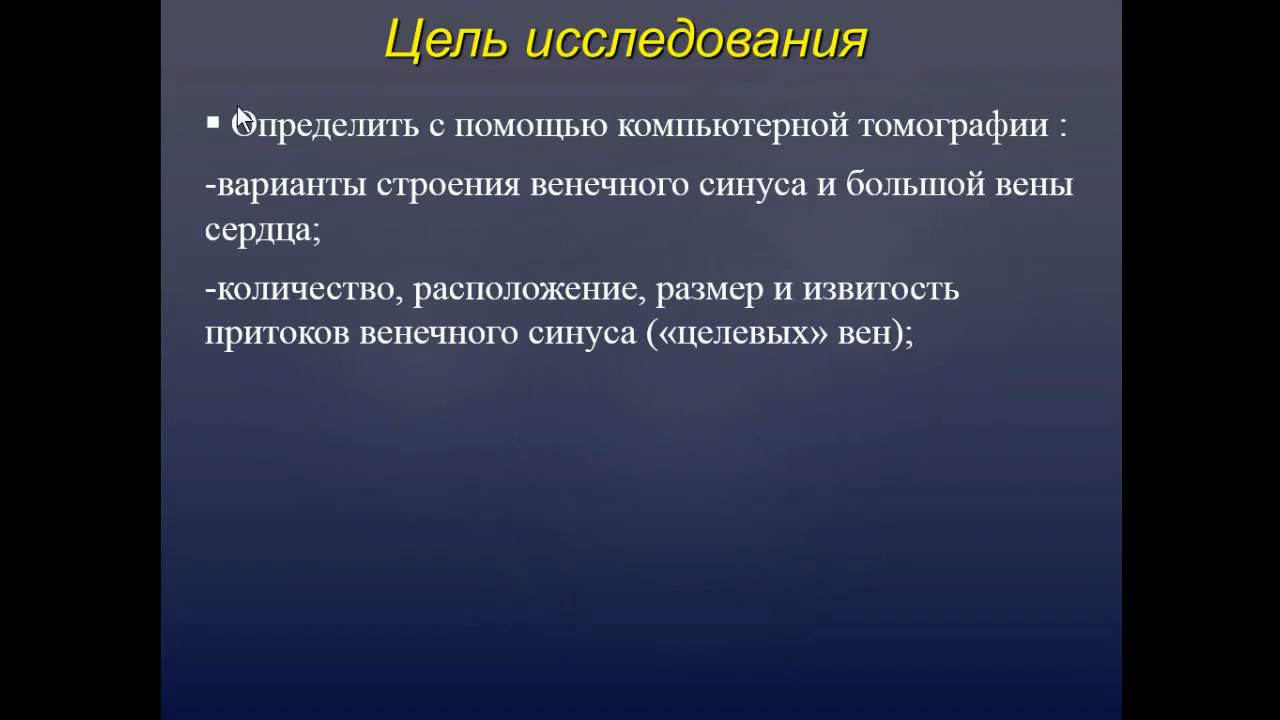 Цель исследования
▪ Определить с помощью компьютерной томографии :
-варианты строения венечного синуса и большой вены
сердца;
-количество, расположение, размер и извитость
притоков венечного синуса («целевых» вен);